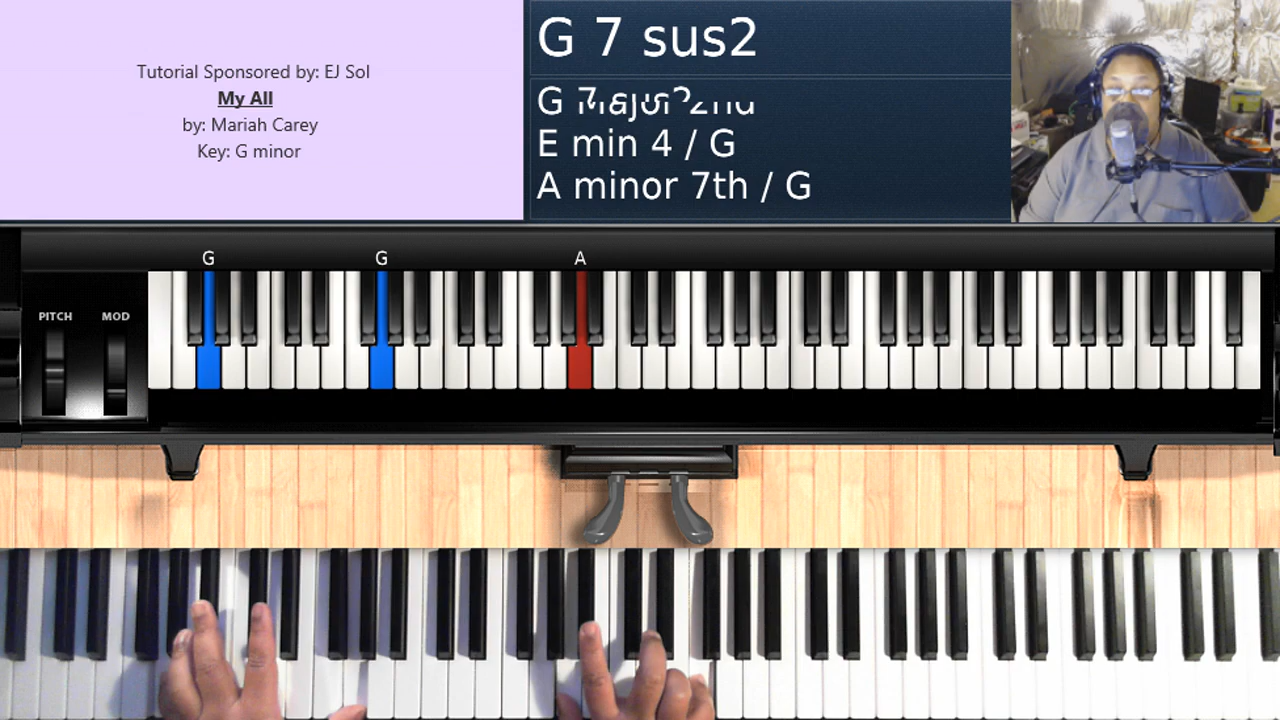 Tutorial Sponsored by: EJ Sol
My All
by: Mariah Carey
Key: G minor
G 7 sus2
G
E min 4 / G
A minor 7th / G
G G A
PITCH MOD